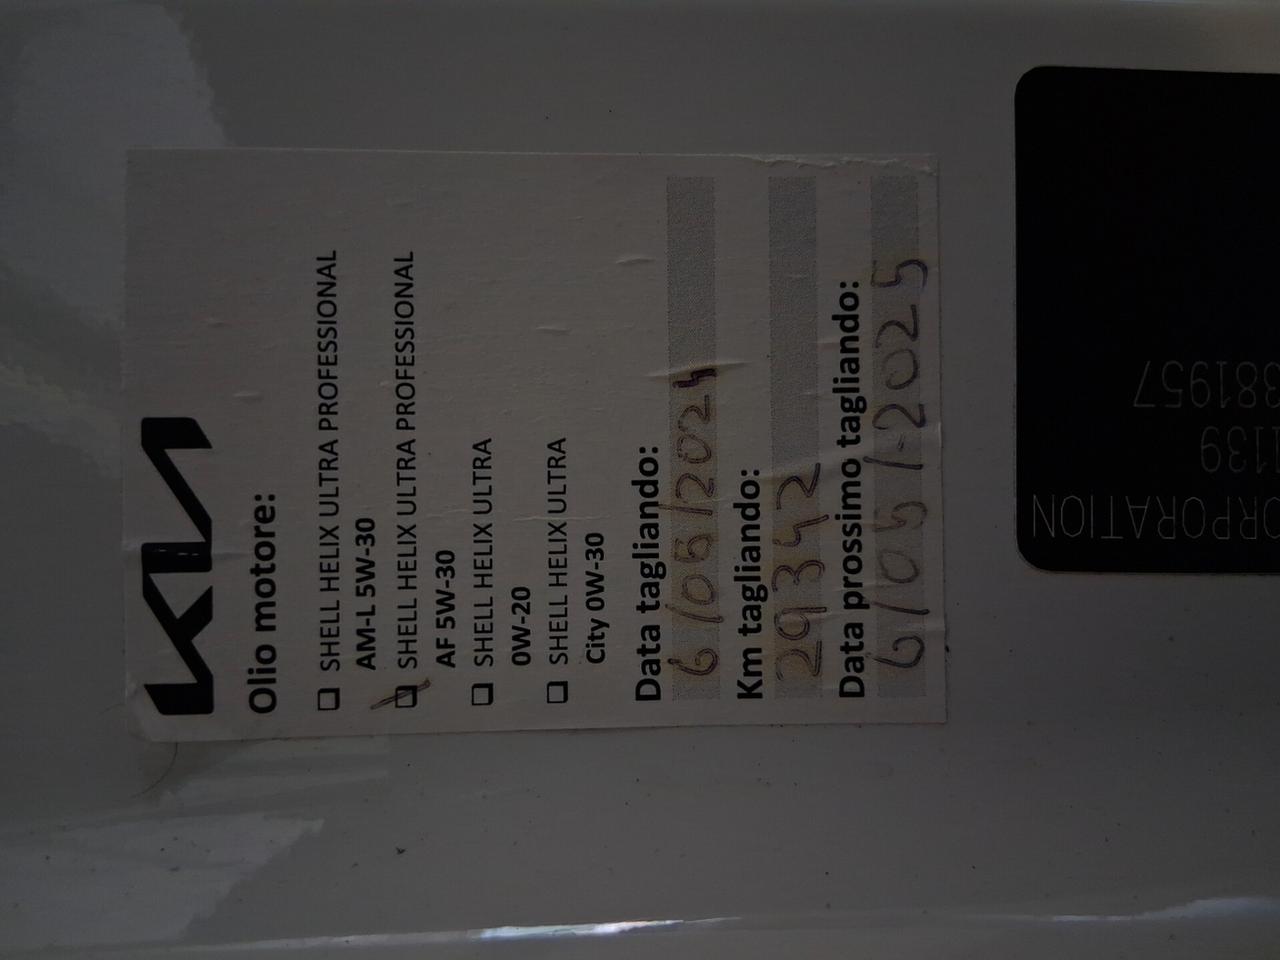 KIA
Olio motore:
☐ SHELL HELIX ULTRA PROFESSIONAL
AM-L 5W-30
☑ SHELL HELIX ULTRA PROFESSIONAL
AF 5W-30
☐ SHELL HELIX ULTRA
0W-20
☐ SHELL HELIX ULTRA
City 0W-30
Data tagliando:
6/05/2024
Km tagliando:
29342
Data prossimo tagliando:
6/05/2025
ORPORATION
1139
381957